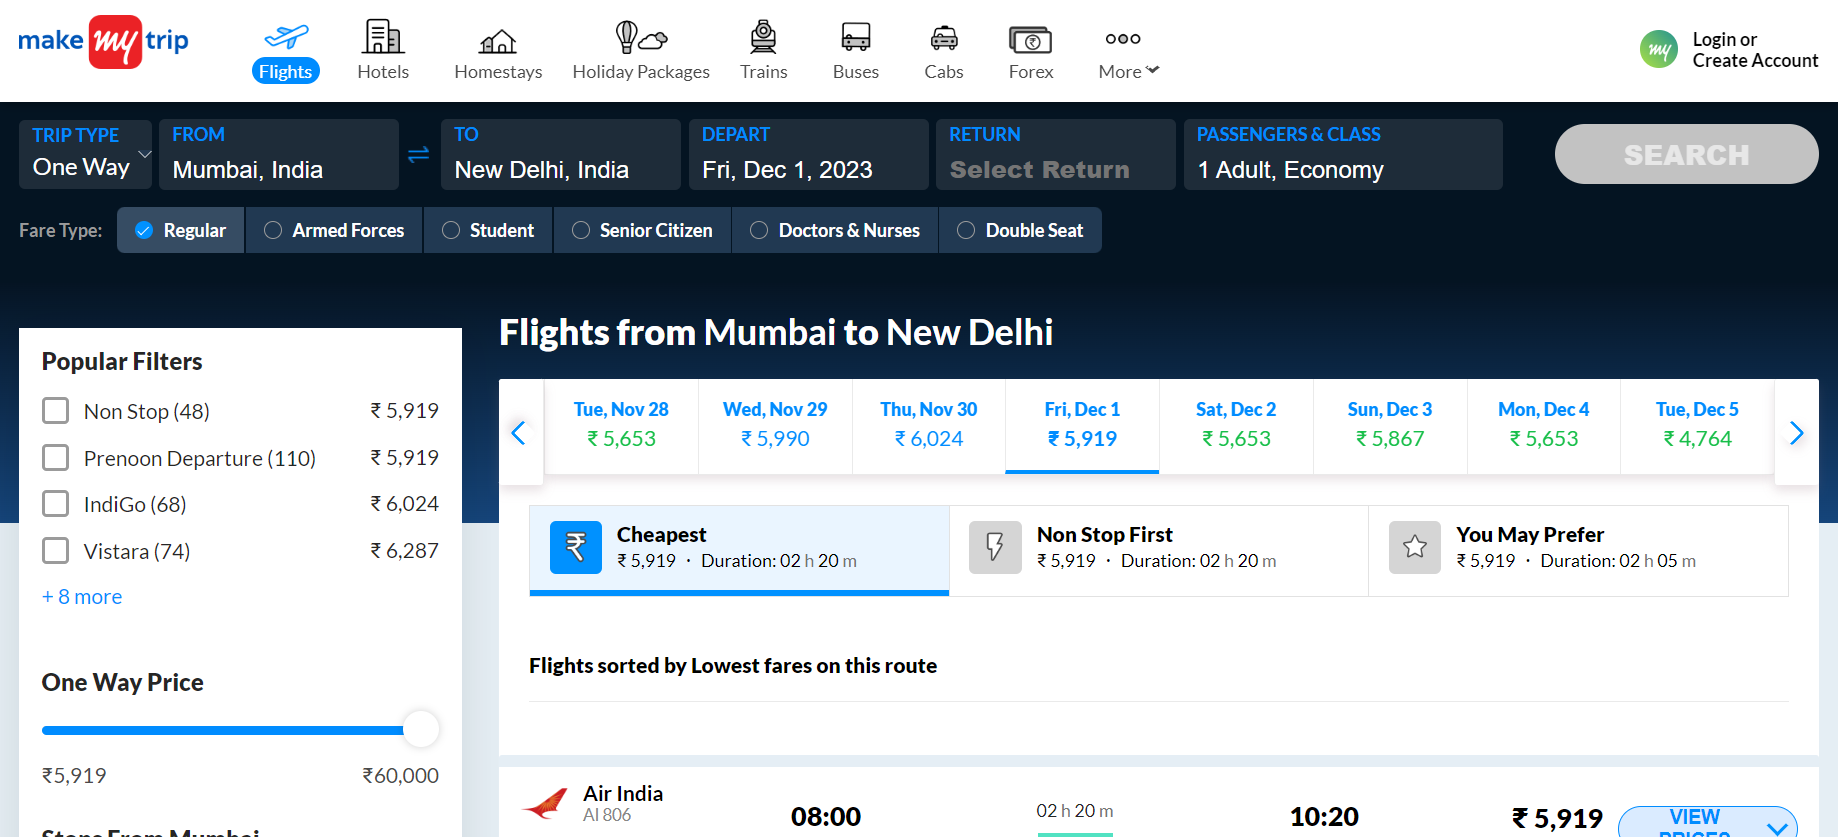 make my trip
Flights
Hotels
Homestays
Holiday Packages
Trains
Buses
Cabs
Forex
More
my
Login or
Create Account
TRIP TYPE
One Way
FROM
Mumbai, India
TO
New Delhi, India
DEPART
Fri, Dec 1, 2023
RETURN
Select Return
PASSENGERS & CLASS
1 Adult, Economy
SEARCH
Fare Type:
Regular
Armed Forces
Student
Senior Citizen
Doctors & Nurses
Double Seat
Popular Filters
Non Stop (48) ₹ 5,919
Prenoon Departure (110) ₹ 5,919
IndiGo (68) ₹ 6,024
Vistara (74) ₹ 6,287
+ 8 more
One Way Price
₹5,919 ₹60,000
Stops From Mumbai
Flights from Mumbai to New Delhi
Tue, Nov 28
₹ 5,653
Wed, Nov 29
₹ 5,990
Thu, Nov 30
₹ 6,024
Fri, Dec 1
₹ 5,919
Sat, Dec 2
₹ 5,653
Sun, Dec 3
₹ 5,867
Mon, Dec 4
₹ 5,653
Tue, Dec 5
₹ 4,764
₹
Cheapest
₹ 5,919 · Duration: 02 h 20 m
Non Stop First
₹ 5,919 · Duration: 02 h 20 m
You May Prefer
₹ 5,919 · Duration: 02 h 05 m
Flights sorted by Lowest fares on this route
Air India
AI 806
08:00
02 h 20 m
10:20
₹ 5,919
VIEW
PRICES